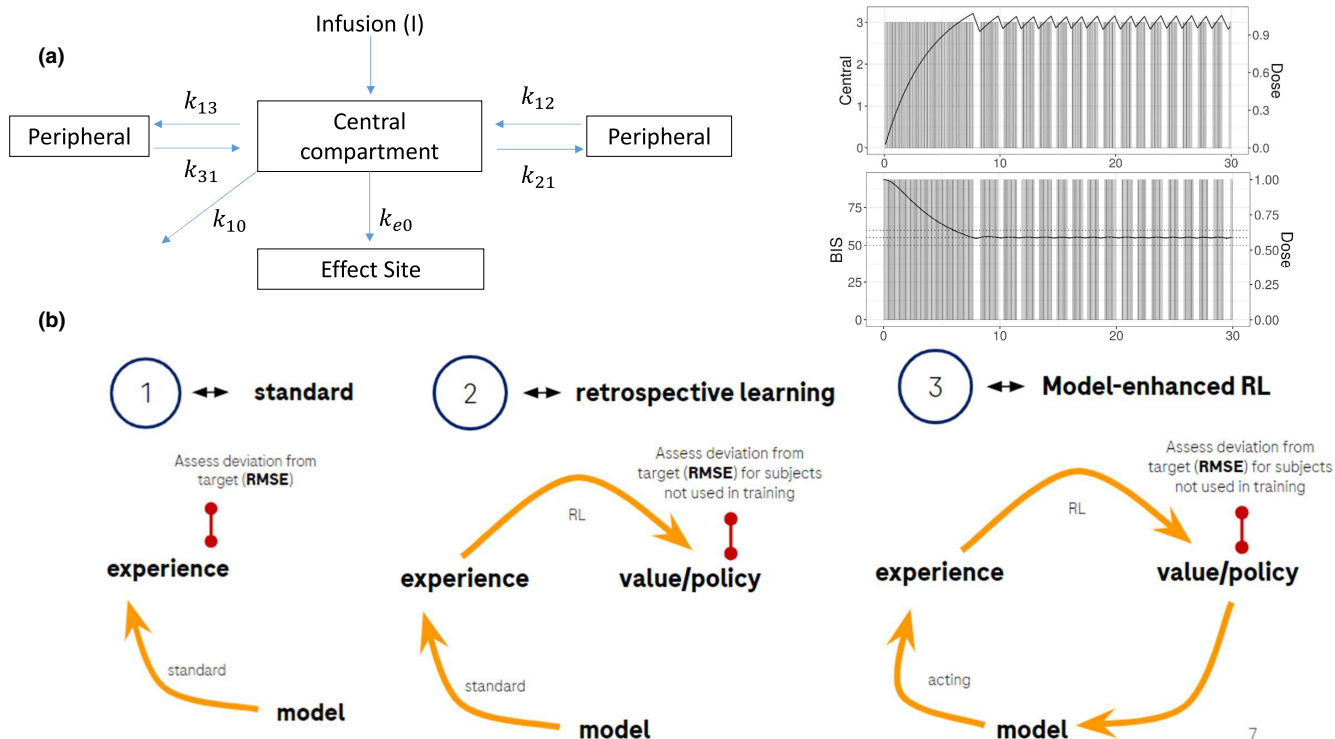 (a)
Infusion (I)
k13
k12
Peripheral
Central
compartment
Peripheral
k31
k21
k10
ke0
Effect Site
3
2
1
0
Central
0.9
0.6
0.3
0.0
Dose
0
10
20
30
75
50
25
0
BIS
1.00
0.75
0.50
0.25
0.00
Dose
0
10
20
30
(b)
1
standard
Assess deviation from
target (RMSE)
experience
standard
model
2
retrospective learning
Assess deviation from
target (RMSE) for subjects
not used in training
RL
experience
value/policy
standard
model
3
Model-enhanced RL
Assess deviation from
target (RMSE) for subjects
not used in training
RL
experience
value/policy
acting
model
7